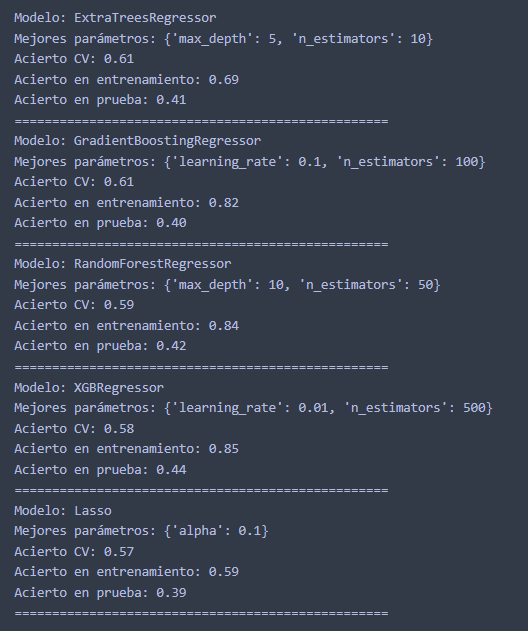 Modelo: ExtraTreesRegressor
Mejores parámetros: {'max_depth': 5, 'n_estimators': 10}
Acierto CV: 0.61
Acierto en entrenamiento: 0.69
Acierto en prueba: 0.41
==================================================
Modelo: GradientBoostingRegressor
Mejores parámetros: {'learning_rate': 0.1, 'n_estimators': 100}
Acierto CV: 0.61
Acierto en entrenamiento: 0.82
Acierto en prueba: 0.40
==================================================
Modelo: RandomForestRegressor
Mejores parámetros: {'max_depth': 10, 'n_estimators': 50}
Acierto CV: 0.59
Acierto en entrenamiento: 0.84
Acierto en prueba: 0.42
==================================================
Modelo: XGBRegressor
Mejores parámetros: {'learning_rate': 0.01, 'n_estimators': 500}
Acierto CV: 0.58
Acierto en entrenamiento: 0.85
Acierto en prueba: 0.44
==================================================
Modelo: Lasso
Mejores parámetros: {'alpha': 0.1}
Acierto CV: 0.57
Acierto en entrenamiento: 0.59
Acierto en prueba: 0.39
==================================================